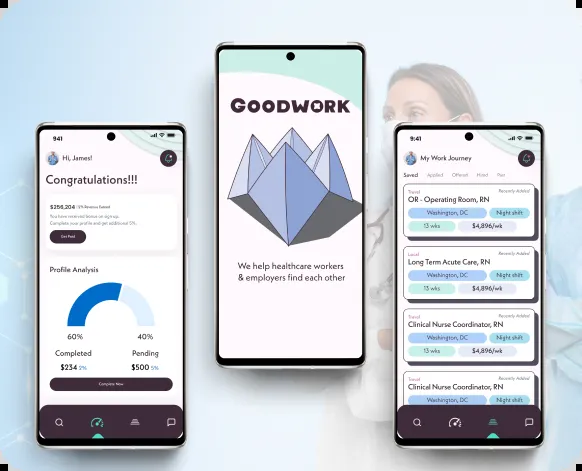 GOODWORK
We help healthcare workers
& employers find each other
9:41
Hi, James!
Congratulations!!!
$256,204
You have received bonus on sign up.
Complete your profile and get additional 5%.
Get Paid
Profile Analysis
60%
40%
Completed
Pending
$234 2%
$500 5%
Complete Now
9:41
My Work Journey
Saved Applied Offered Hired Past
Travel
Recently Added
OR - Operating Room, RN
Washington, DC
Night shift
13 wks
$4,896/wk
Local
Recently Added
Long Term Acute Care, RN
Washington, DC
Night shift
13 wks
$4,896/wk
Travel
Recently Added
Clinical Nurse Coordinator, RN
Washington, DC
Night shift
13 wks
$4,896/wk
Travel
Recently Added
Clinical Nurse Coordinator, RN
Washington, DC
Night shift